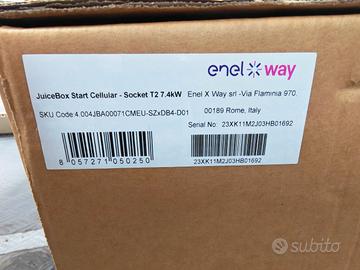 enel x way
JuiceBox Start Cellular - Socket T2 7.4kW
Enel X Way srl -Via Flaminia 970.
00189 Rome, Italy
SKU Code:4.004JBA00071CMEU-SZxDB4-D01
Serial No: 23XK11M2J03HB01692
8 057271 050250
23XK11M2J03HB01692
subito